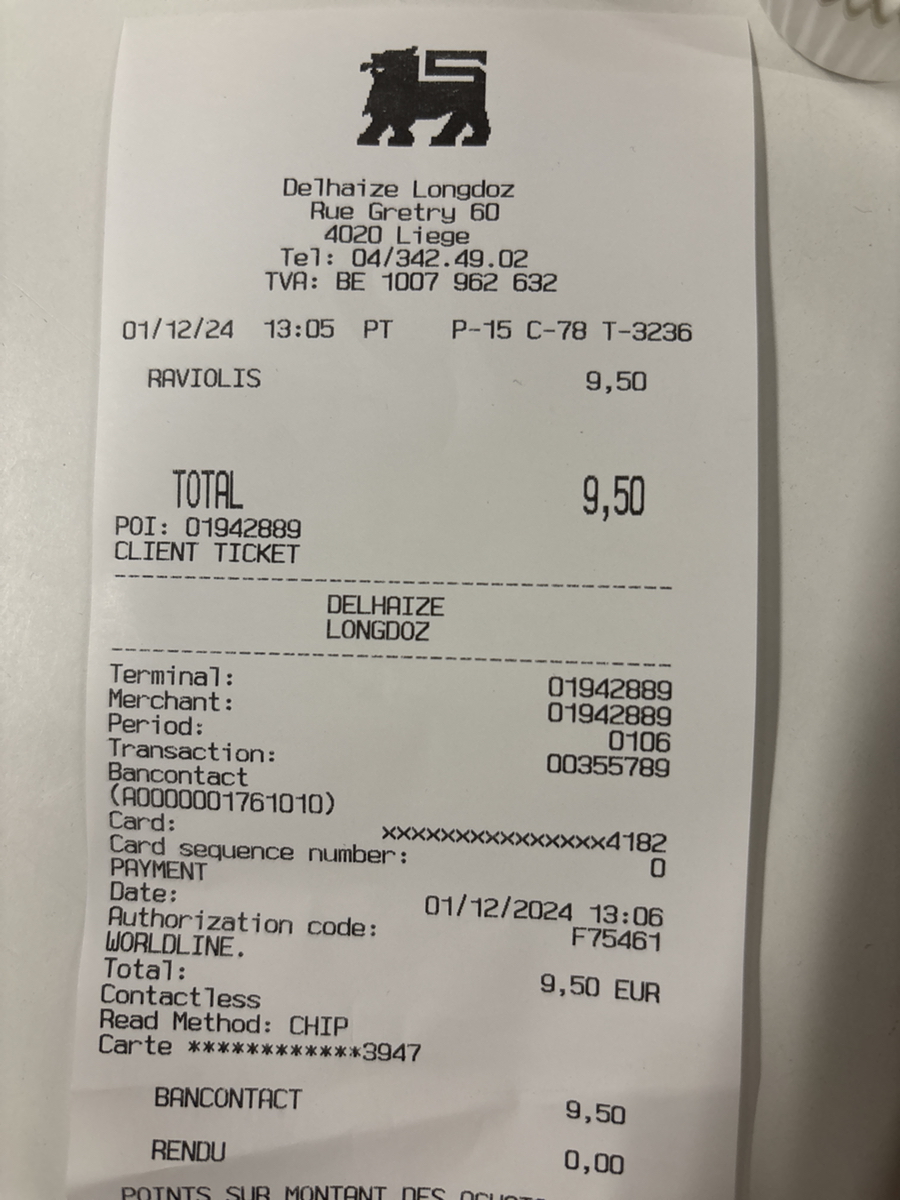 Delhaize Longdoz
Rue Gretry 60
4020 Liege
Tel: 04/342.49.02
TVA: BE 1007 962 632
01/12/24 13:05 PT P-15 C-78 T-3236
RAVIOLIS 9,50
TOTAL 9,50
POI: 01942889
CLIENT TICKET
DELHAIZE
LONGDOZ
Terminal: 01942889
Merchant: 01942889
Period: 0106
Transaction: 00355789
Bancontact
(A0000001761010)
Card: xxxxxxxxxxxxxxx4182
Card sequence number: 0
PAYMENT
Date: 01/12/2024 13:06
Authorization code: F75461
WORLDLINE.
Total: 9,50 EUR
Contactless
Read Method: CHIP
Carte ************3947
BANCONTACT 9,50
RENDU 0,00
POINTS SUR MONTANT DES